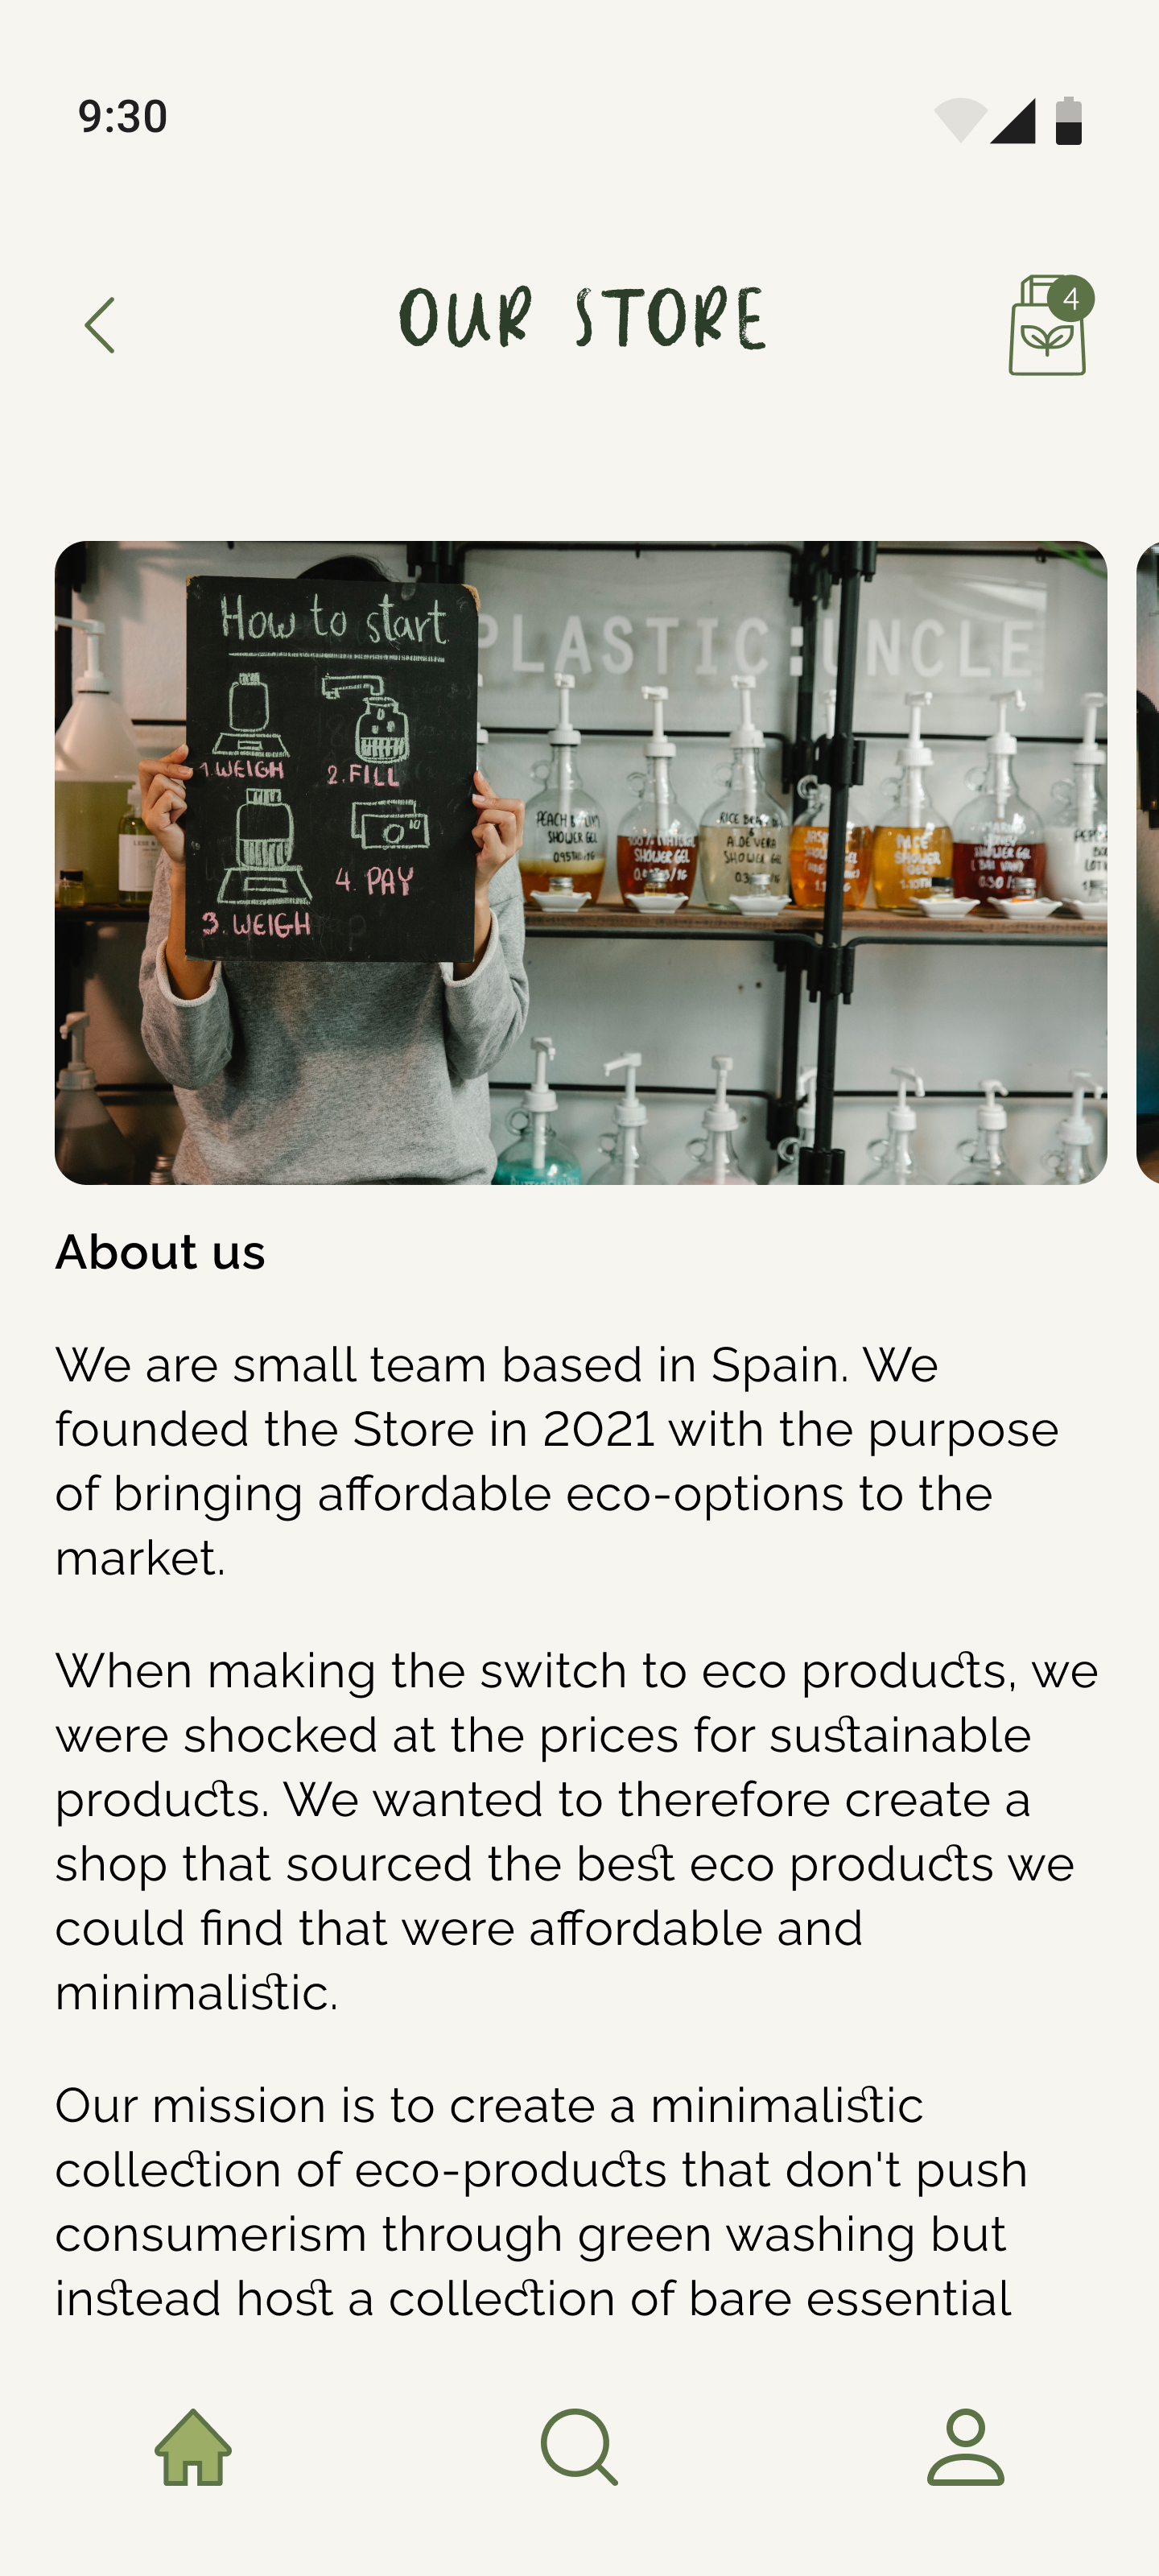 9:30
OUR STORE
4
How to start
PLASTIC:UNCLE
1.WEIGH
2.FILL
4. PAY
3. WEIGH
10
PEACH &
SHOWER GEL
100% NATURAL
SHOWER GEL
RICE
ALOE VERA
SHOWER GEL
SHOWER
SHOWER GEL
About us
We are small team based in Spain. We
founded the Store in 2021 with the purpose
of bringing affordable eco-options to the
market.
When making the switch to eco products, we
were shocked at the prices for sustainable
products. We wanted to therefore create a
shop that sourced the best eco products we
could find that were affordable and
minimalistic.
Our mission is to create a minimalistic
collection of eco-products that don't push
consumerism through green washing but
instead host a collection of bare essential